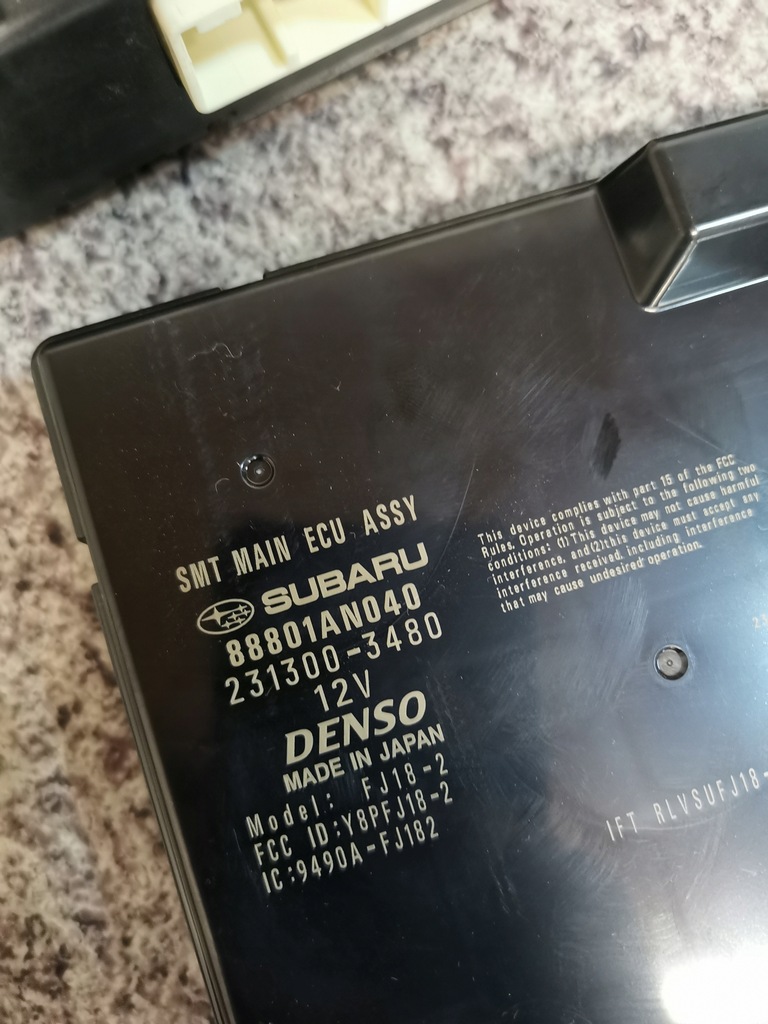 SMT MAIN ECU ASSY
SUBARU
88801AN040
231300-3480
12V
DENSO
MADE IN JAPAN
Model: FJ18-2
FCC ID:Y8PFJ18-2
IC:9490A-FJ182
This device complies with part 15 of the FCC
Rules. Operation is subject to the following two
conditions: (1)This device may not cause harmful
interference, and(2)this device must accept any
interference received, including interference
that may cause undesired operation.
23
IFT RLVSUFJ18-